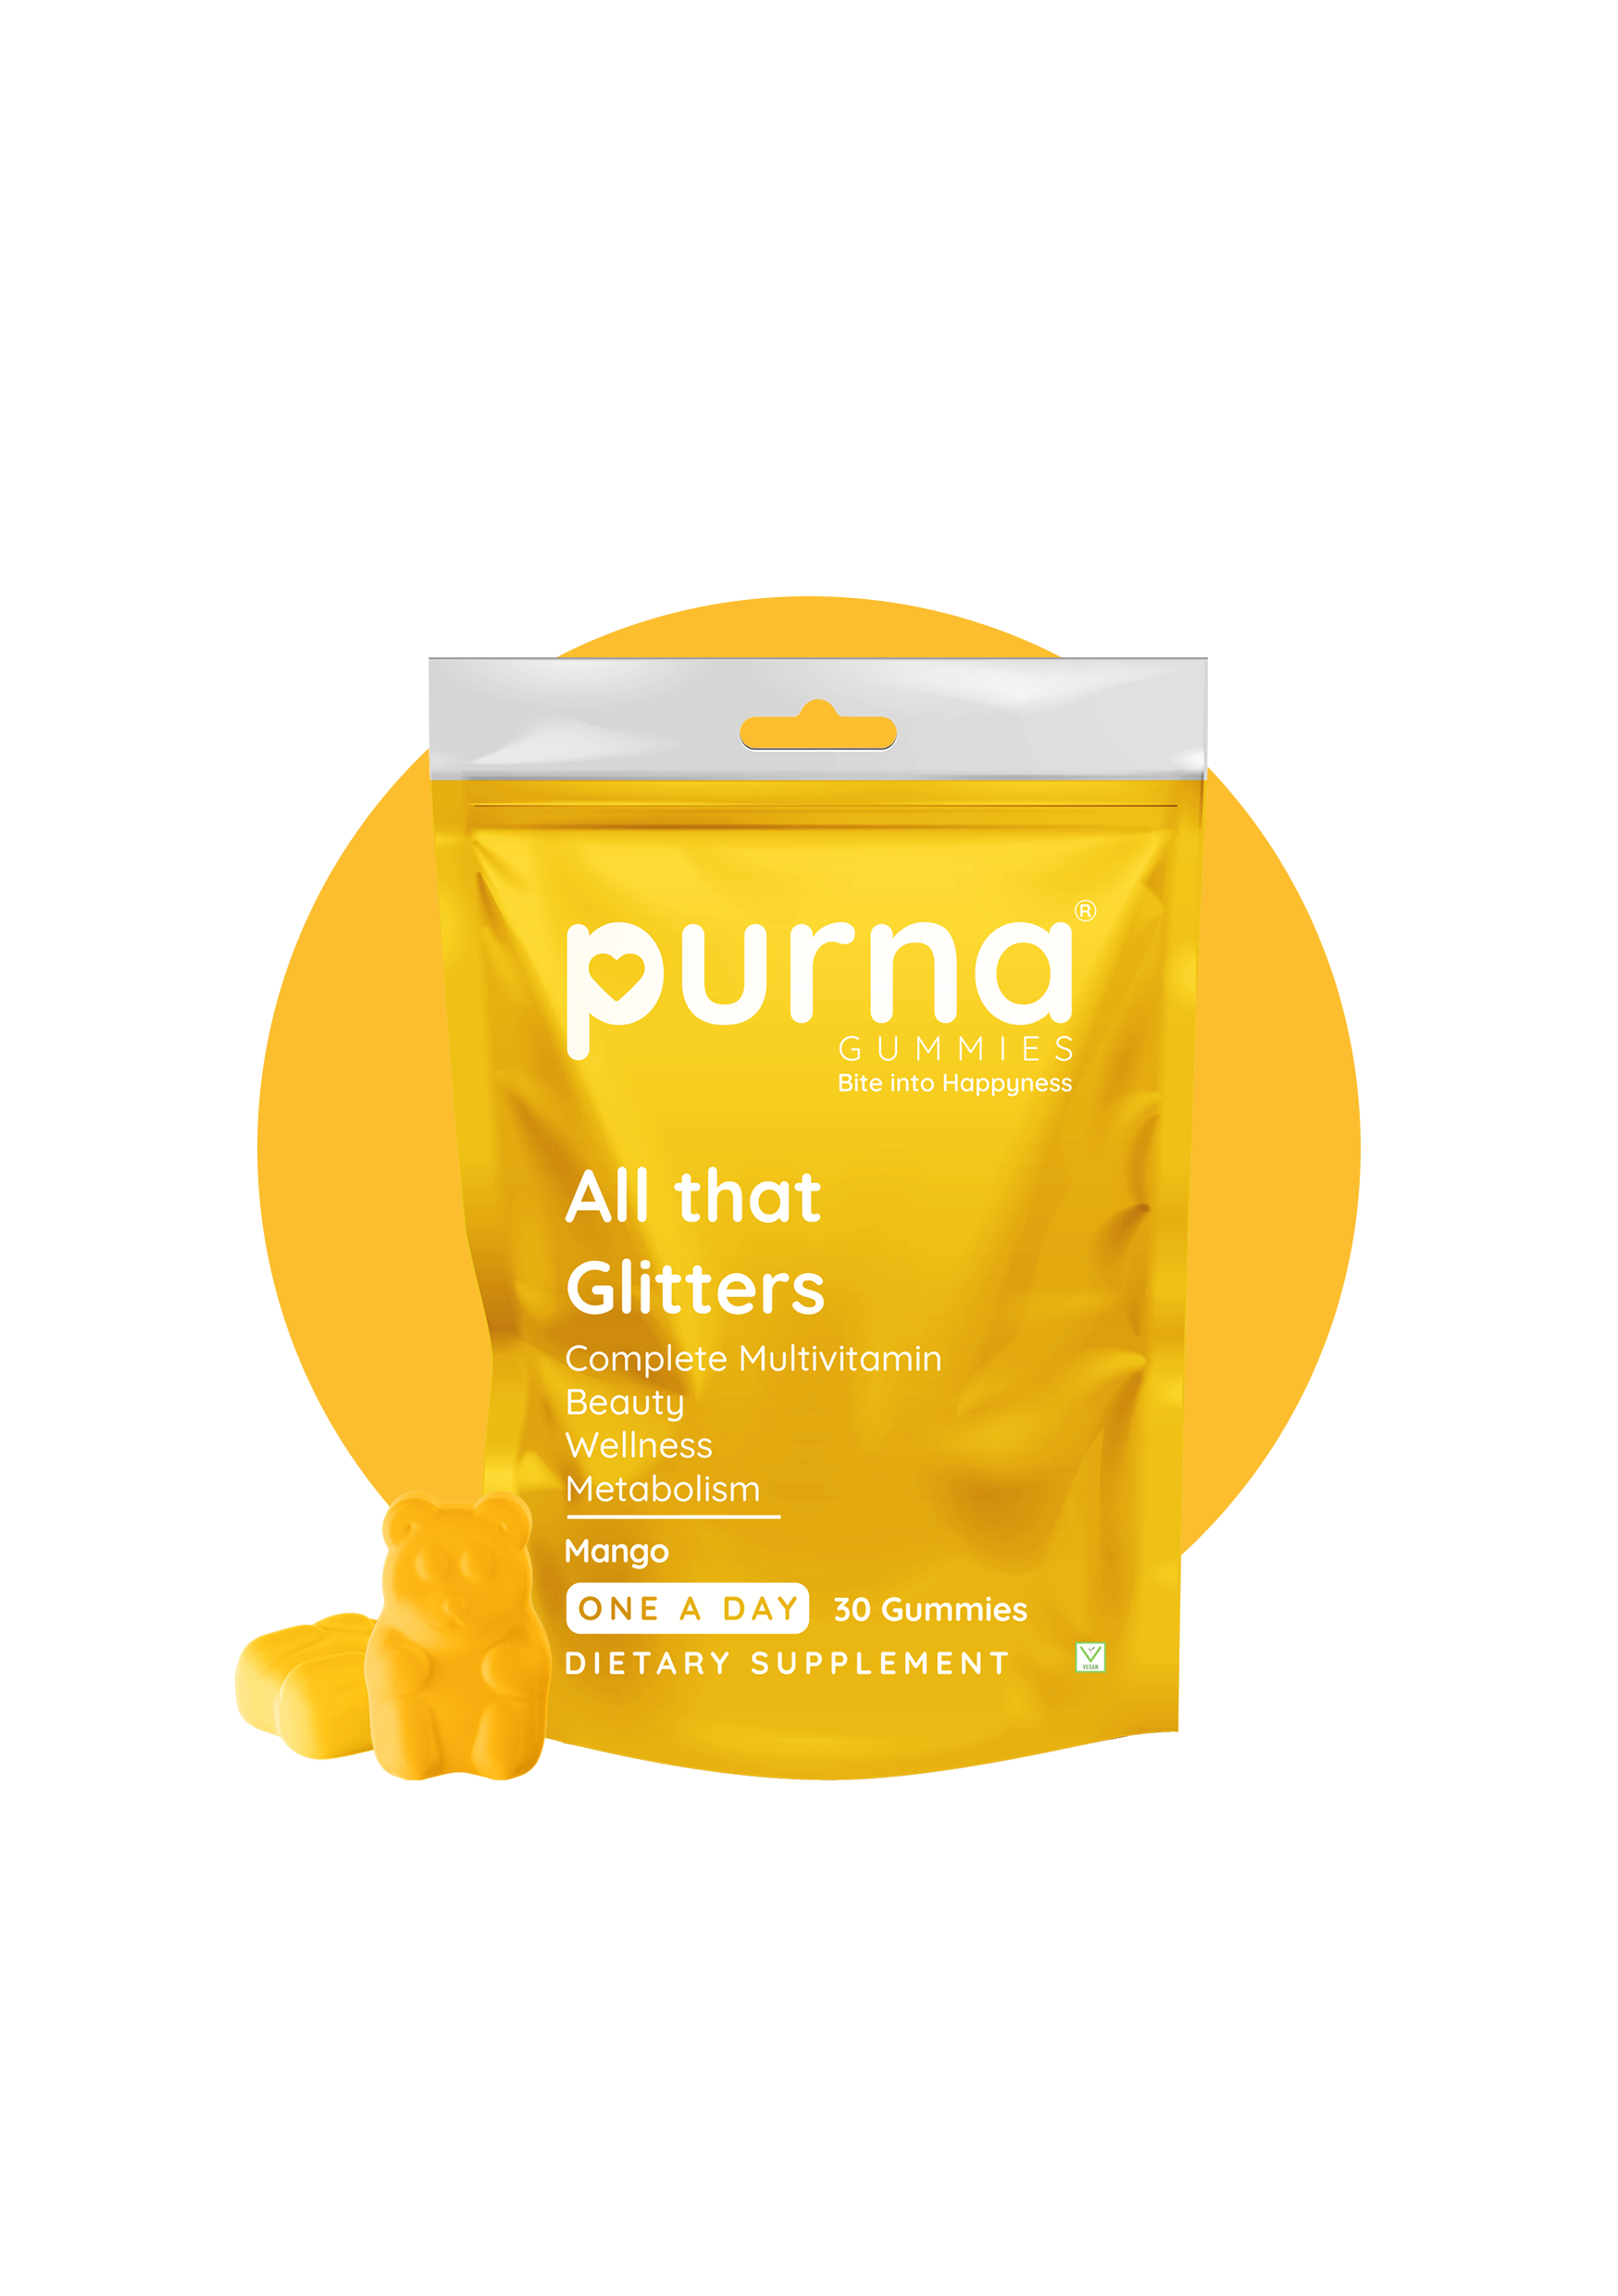 purna®
GUMMIES
Bite into Happyness
All that
Glitters
Complete Multivitamin
Beauty
Wellness
Metabolism
Mango
ONE A DAY 30 Gummies
DIETARY SUPPLEMENT
VEGAN